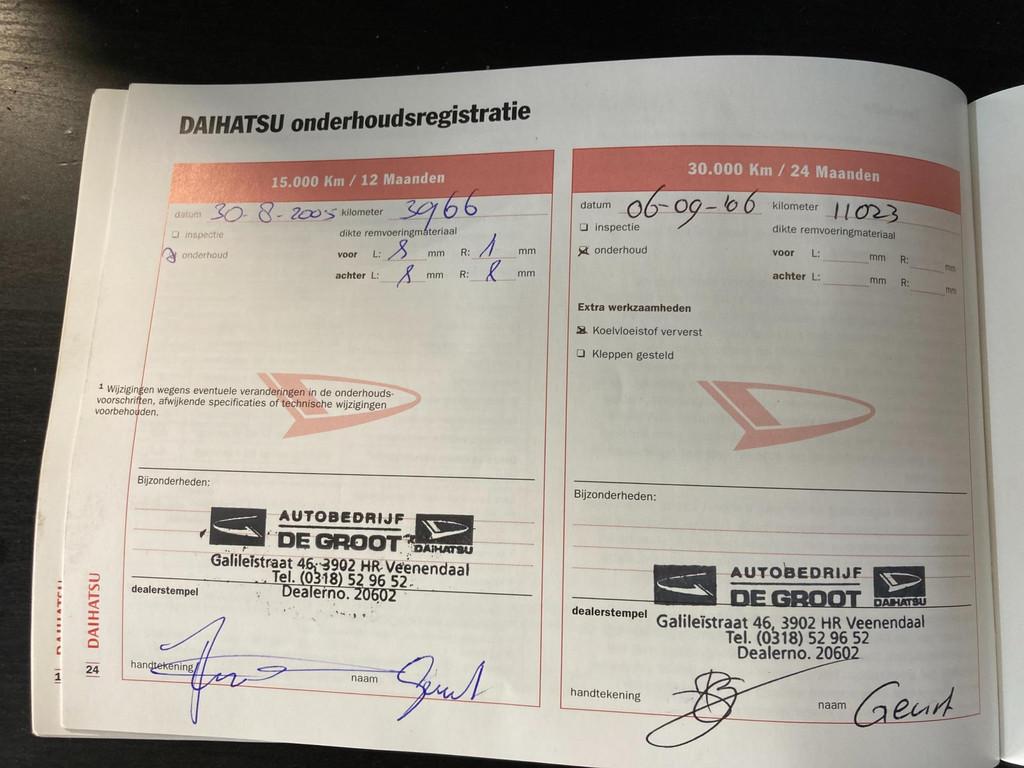 DAIHATSU onderhoudsregistratie
15.000 Km / 12 Maanden
datum 30-8-2005 kilometer 3966
inspectie dikte remvoeringmateriaal
onderhoud voor L: 8 mm R: mm
achter L: 8 mm R: 8 mm
1 Wijzigingen wegens eventuele veranderingen in de onderhouds-
voorschriften, afwijkende specificaties of technische wijzigingen
voorbehouden.
Bijzonderheden:
AUTOBEDRIJF
DE GROOT DAIHATSU
Galileïstraat 46, 3902 HR Veenendaal
Tel. (0318) 52 96 52
Dealerno. 20602
dealerstempel
handtekening naam Geurt
30.000 Km / 24 Maanden
datum 06-09-'06 kilometer 11023
inspectie dikte remvoeringmateriaal
onderhoud voor L: mm R: mm
achter L: mm R: mm
Extra werkzaamheden
Koelvloeistof ververst
Kleppen gesteld
Bijzonderheden:
AUTOBEDRIJF
DE GROOT DAIHATSU
dealerstempel
Galileïstraat 46, 3902 HR Veenendaal
Tel. (0318) 52 96 52
Dealerno. 20602
handtekening naam Geurt
DAIHATSU
24
DAIHATSU
1